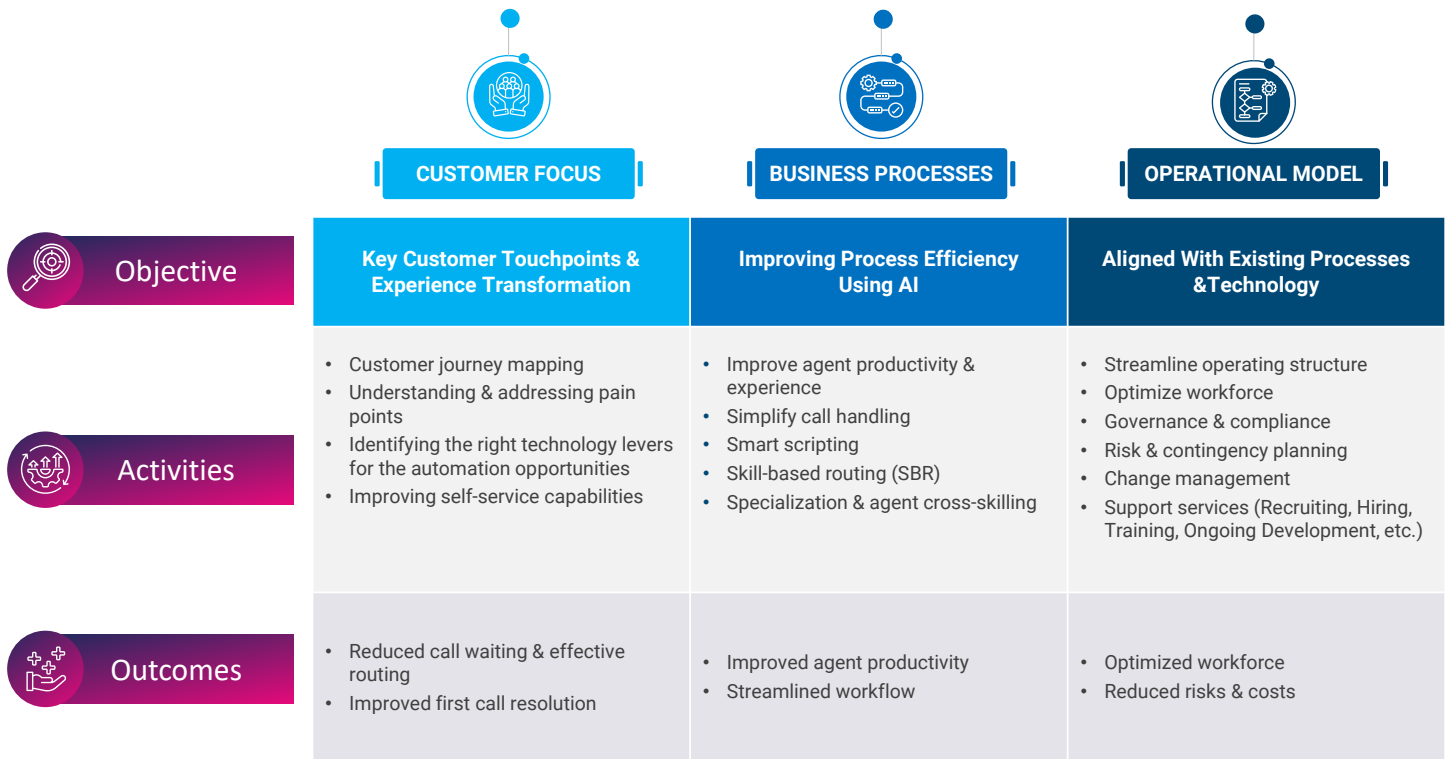 CUSTOMER FOCUS
BUSINESS PROCESSES
OPERATIONAL MODEL
Objective
Key Customer Touchpoints &
Experience Transformation
Improving Process Efficiency
Using AI
Aligned With Existing Processes
&Technology
Activities
• Customer journey mapping
• Understanding & addressing pain
points
• Identifying the right technology levers
for the automation opportunities
• Improving self-service capabilities
• Improve agent productivity &
experience
• Simplify call handling
• Smart scripting
• Skill-based routing (SBR)
• Specialization & agent cross-skilling
• Streamline operating structure
• Optimize workforce
• Governance & compliance
• Risk & contingency planning
• Change management
• Support services (Recruiting, Hiring,
Training, Ongoing Development, etc.)
Outcomes
• Reduced call waiting & effective
routing
• Improved first call resolution
• Improved agent productivity
• Streamlined workflow
• Optimized workforce
• Reduced risks & costs